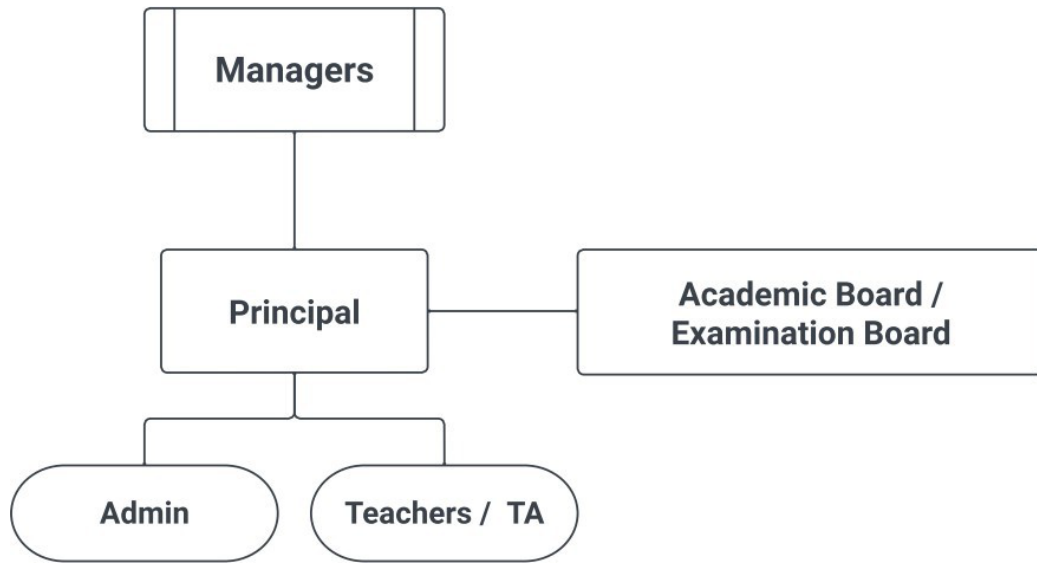 Managers
Principal
Academic Board /
Examination Board
Admin
Teachers / TA